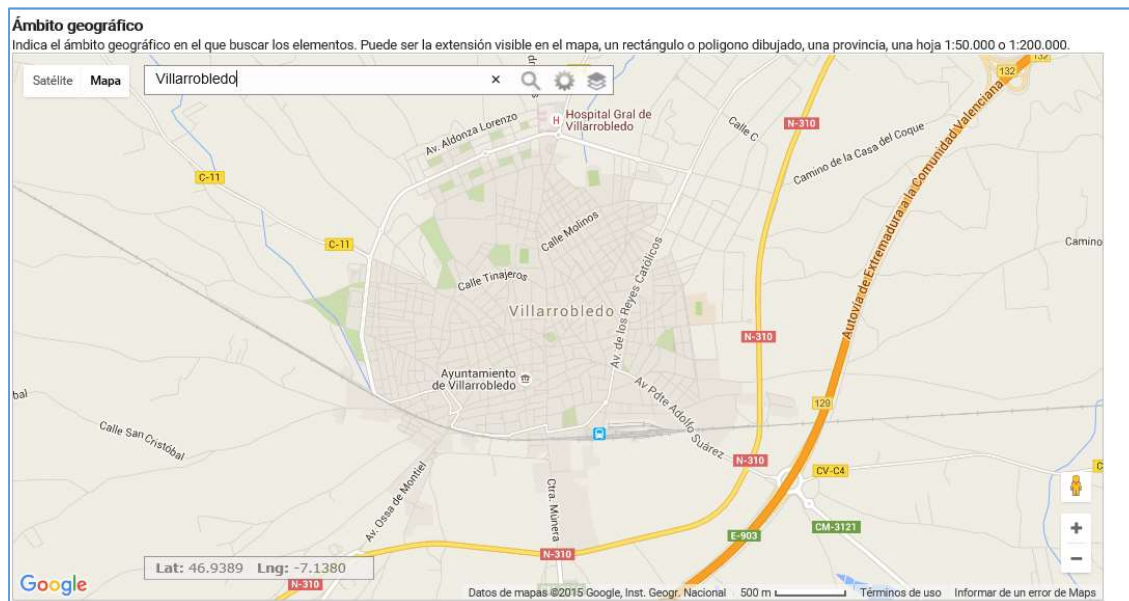 Ámbito geográfico
Indica el ámbito geográfico en el que buscar los elementos. Puede ser la extensión visible en el mapa, un rectángulo o poligono dibujado, una provincia, una hoja 1:50.000 o 1:200.000.
Satélite Mapa
Villarrobledo
×
132
Hospital Gral de
Villarrobledo
Av. Aldonza Lorenzo
Calle C
N-310
Camino de la Casa del Coque
Autovía de Extremadura a la Comunidad Valenciana
C-11
C-11
Calle Molinos
Camino
Calle Tinajeros
Villarrobledo
Av. de los Reyes Católicos
N-310
Ayuntamiento
de Villarrobledo
Av Pdte Adolfo Suárez
129
bal
Calle San Cristóbal
N-310
CV-C4
Av. Ossa de Montiel
Ctra. Munera
CM-3121
E-903
N-310
+
−
Lat: 46.9389 Lng: -7.1380
N-310
Google
Datos de mapas ©2015 Google, Inst. Geogr. Nacional 500 m Términos de uso Informar de un error de Maps